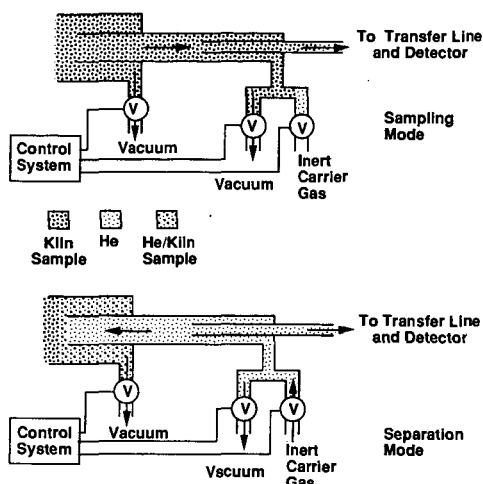 To Transfer Line
and Detector
V
V
V
Sampling
Mode
Control
System
Vacuum
Vacuum
Inert
Carrier
Gas
Kiln
Sample
He
He/Kiln
Sample
To Transfer Line
and Detector
V
V
V
Control
System
Vacuum
Vscuum
Inert
Carrier
Gas
Separation
Mode